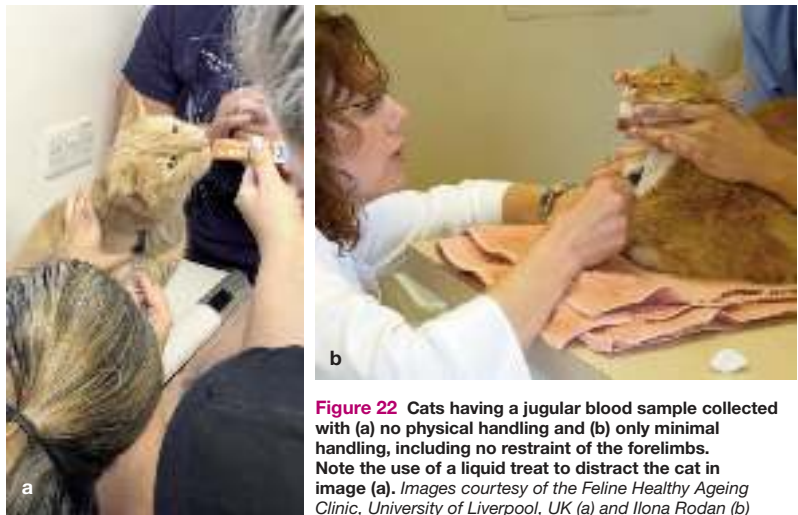 a
b
Figure 22 Cats having a jugular blood sample collected
with (a) no physical handling and (b) only minimal
handling, including no restraint of the forelimbs.
Note the use of a liquid treat to distract the cat in
image (a). Images courtesy of the Feline Healthy Ageing
Clinic, University of Liverpool, UK (a) and Ilona Rodan (b)